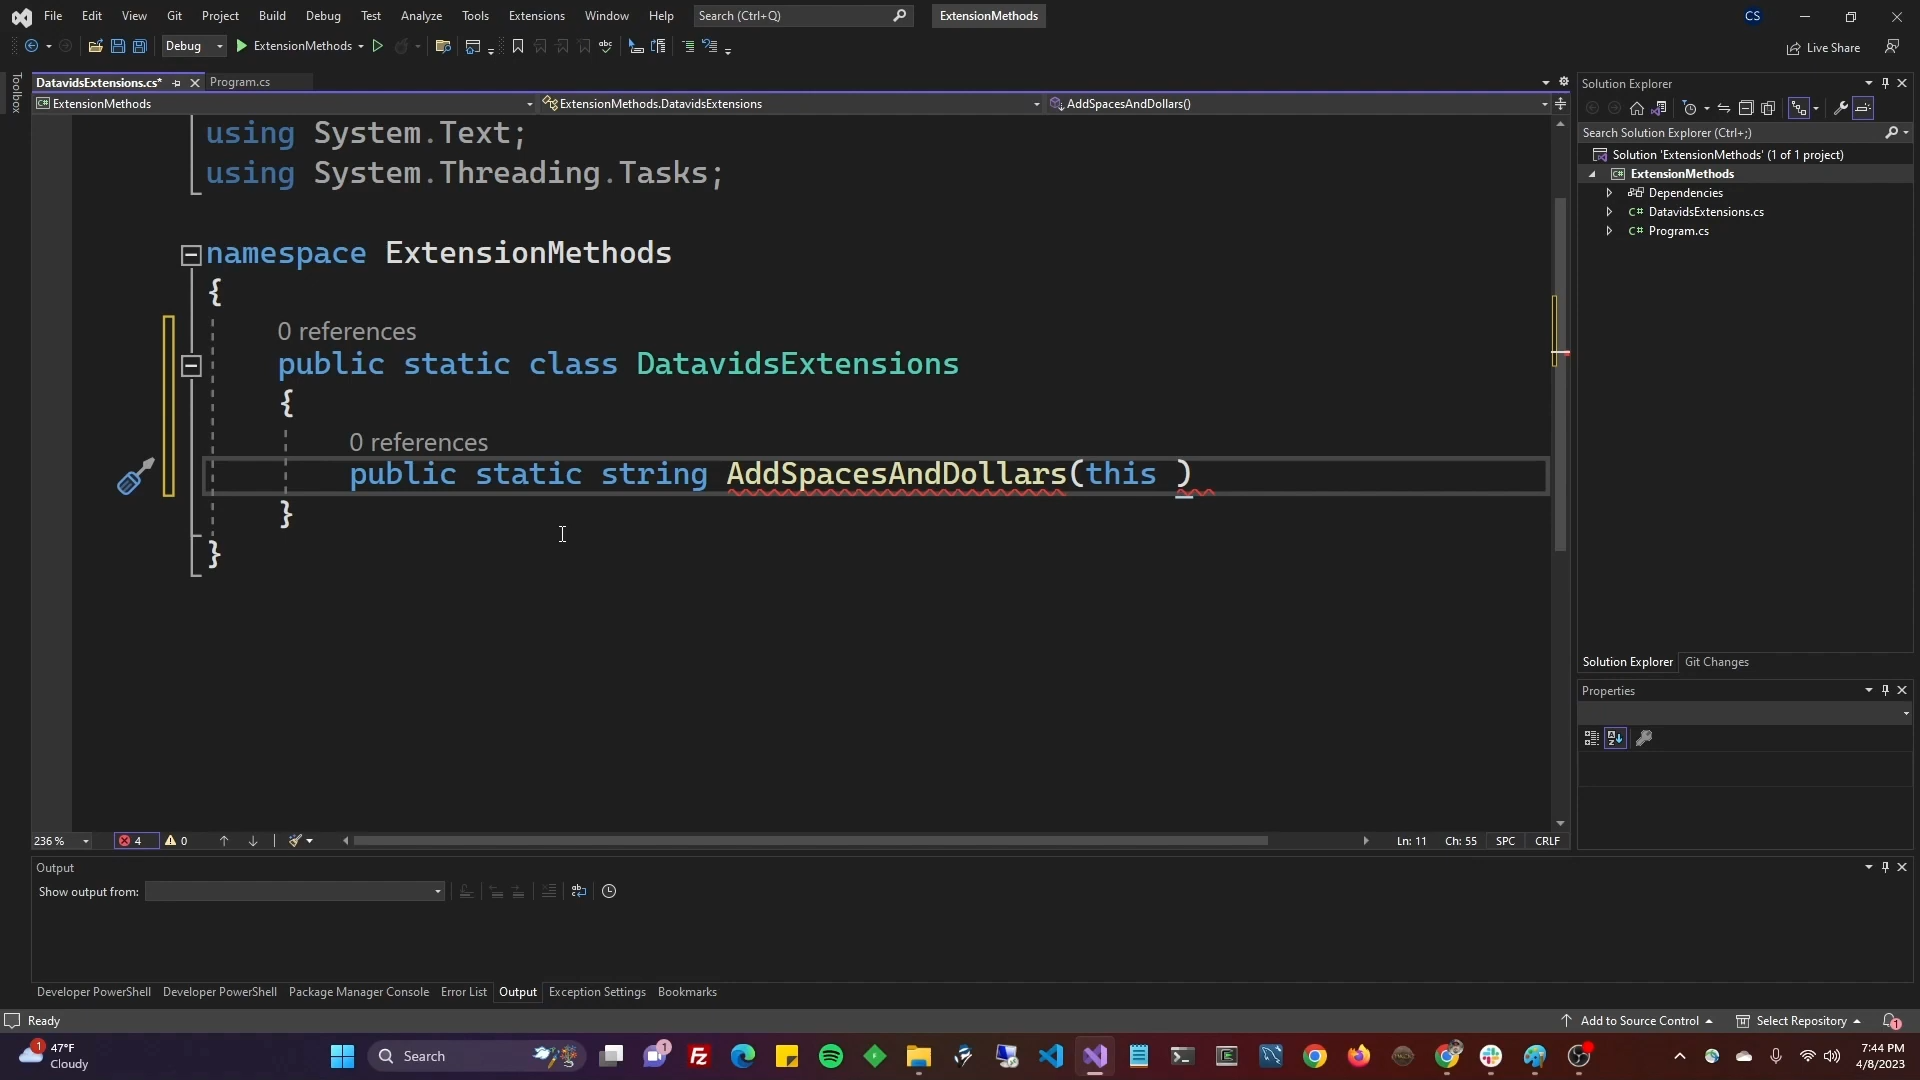 File Edit View Git Project Build Debug Test Analyze Tools Extensions Window Help Search (Ctrl+Q) ExtensionMethods CS
Debug ExtensionMethods Live Share
Toolbox
DatavidsExtensions.cs* Program.cs
ExtensionMethods ExtensionMethods.DatavidsExtensions AddSpacesAndDollars()
using System.Text;
using System.Threading.Tasks;
namespace ExtensionMethods
{
0 references
public static class DatavidsExtensions
{
0 references
public static string AddSpacesAndDollars(this )
}
}
236 % 4 0 Ln: 11 Ch: 55 SPC CRLF
Solution Explorer
Search Solution Explorer (Ctrl+;)
Solution 'ExtensionMethods' (1 of 1 project)
C# ExtensionMethods
Dependencies
C# DatavidsExtensions.cs
C# Program.cs
Solution Explorer Git Changes
Properties
Output
Show output from:
Developer PowerShell Developer PowerShell Package Manager Console Error List Output Exception Settings Bookmarks
Ready Add to Source Control Select Repository 1
1 47°F
Cloudy
Search
1
7:44 PM
4/8/2023